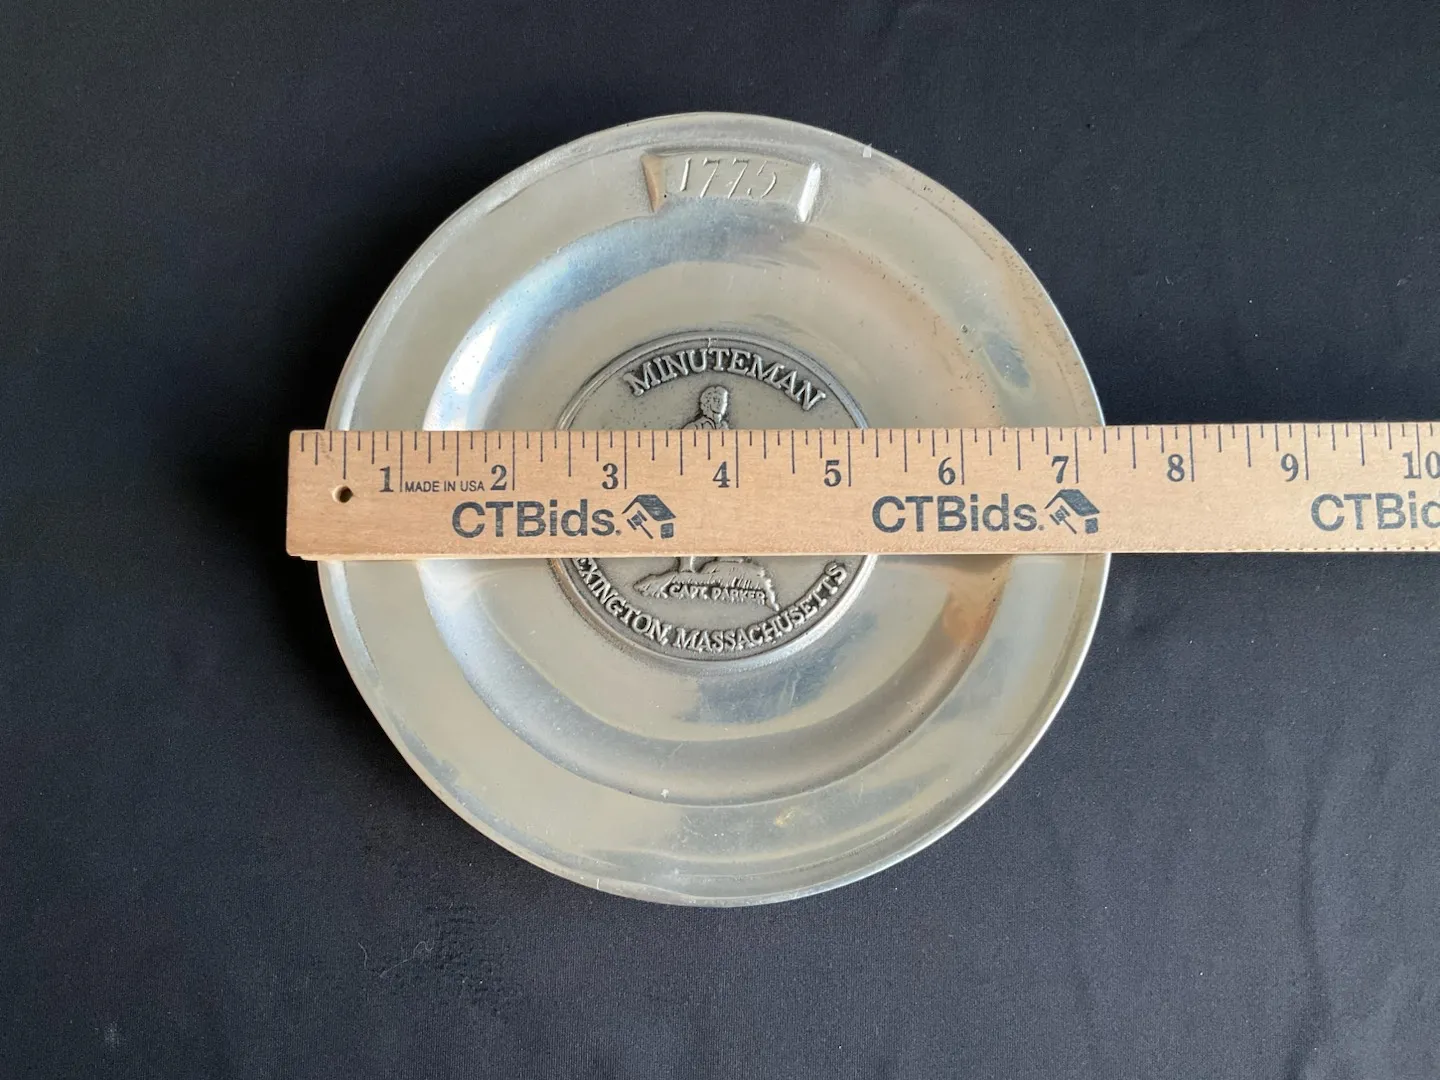 1775
MINUTEMAN
1 2 3 4 5 6 7 8 9 10
MADE IN USA
CTBids. CTBids. CTBid
CAPT. PARKER
EXINGTON, MASSACHUSETTS